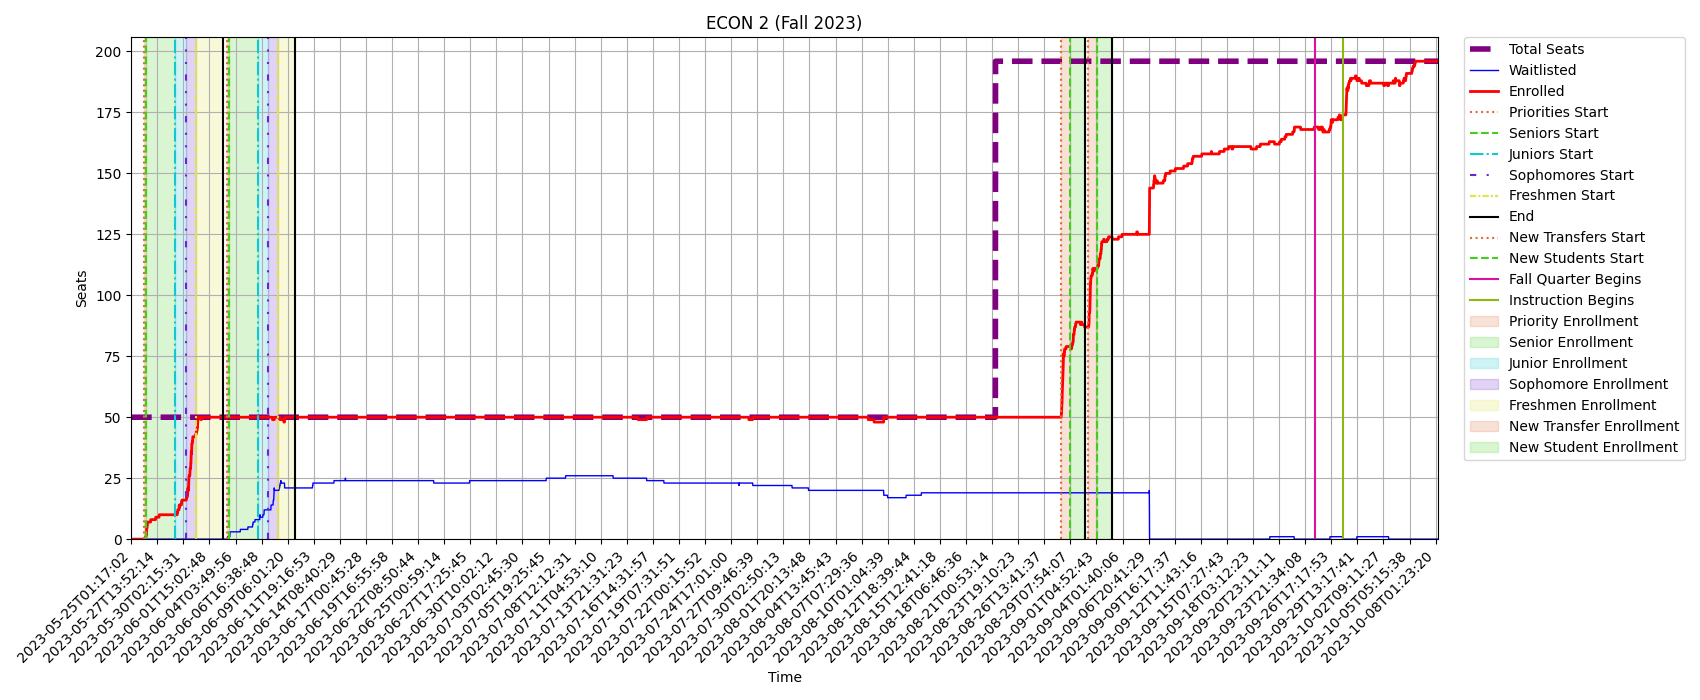 ECON 2 (Fall 2023)
Seats
200
175
150
125
100
75
50
25
0
2023-05-25T01:17:02
2023-05-27T13:52:14
2023-05-30T02:15:31
2023-06-01T15:02:48
2023-06-04T03:49:56
2023-06-06T16:38:48
2023-06-09T06:01:20
2023-06-11T19:16:53
2023-06-14T08:40:29
2023-06-17T00:45:28
2023-06-19T16:55:58
2023-06-22T08:50:44
2023-06-25T00:59:14
2023-06-27T17:25:45
2023-06-30T10:02:12
2023-07-03T02:45:30
2023-07-05T19:25:45
2023-07-08T12:12:31
2023-07-11T04:53:10
2023-07-13T21:31:23
2023-07-16T14:31:57
2023-07-19T07:31:51
2023-07-22T00:15:52
2023-07-24T17:01:00
2023-07-27T09:46:39
2023-07-30T02:50:13
2023-08-01T20:13:48
2023-08-04T13:45:43
2023-08-07T07:29:36
2023-08-10T01:04:39
2023-08-12T18:39:44
2023-08-15T12:41:18
2023-08-18T06:46:36
2023-08-21T00:53:14
2023-08-23T19:10:23
2023-08-26T13:41:37
2023-08-29T07:54:07
2023-09-01T04:52:43
2023-09-04T01:40:06
2023-09-06T20:41:29
2023-09-09T16:17:37
2023-09-12T11:43:16
2023-09-15T07:27:43
2023-09-18T03:12:23
2023-09-20T23:11:11
2023-09-23T21:34:08
2023-09-26T17:17:53
2023-09-29T13:17:41
2023-10-02T09:11:27
2023-10-05T05:15:38
2023-10-08T01:23:20
Time
Total Seats
Waitlisted
Enrolled
Priorities Start
Seniors Start
Juniors Start
Sophomores Start
Freshmen Start
End
New Transfers Start
New Students Start
Fall Quarter Begins
Instruction Begins
Priority Enrollment
Senior Enrollment
Junior Enrollment
Sophomore Enrollment
Freshmen Enrollment
New Transfer Enrollment
New Student Enrollment